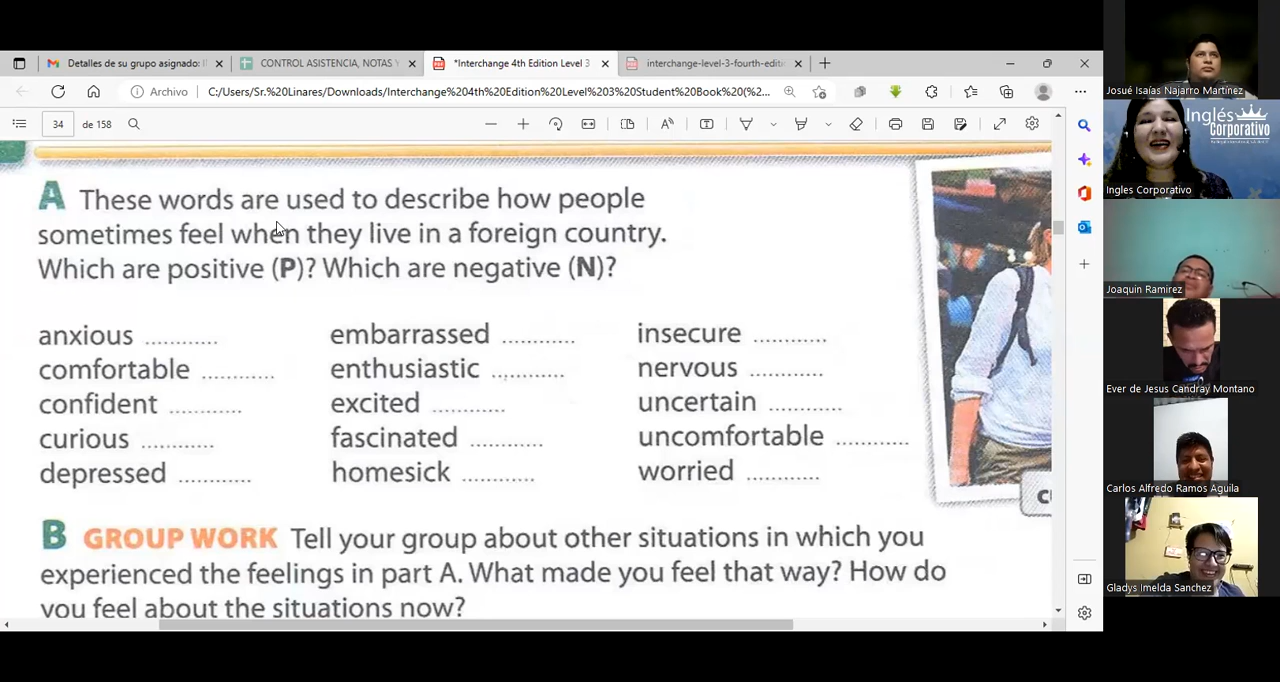 Detalles de su grupo asignado: I
CONTROL ASISTENCIA, NOTAS Y
*Interchange 4th Edition Level 3
interchange-level-3-fourth-editi
Archivo
C:/Users/Sr.%20Linares/Downloads/Interchange%204th%20Edition%20Level%203%20Student%20Book%20(%2...
34 de 158
A These words are used to describe how people
sometimes feel when they live in a foreign country.
Which are positive (P)? Which are negative (N)?
anxious ............ embarrassed ............ insecure ............
comfortable ............ enthusiastic ............ nervous ............
confident ............ excited ............ uncertain ............
curious ............ fascinated ............ uncomfortable ............
depressed ............ homesick ............ worried ............
B GROUP WORK Tell your group about other situations in which you
experienced the feelings in part A. What made you feel that way? How do
you feel about the situations now?
Josué Isaías Najarro Martínez
Inglés
Corporativo
Ingles Corporativo
Joaquin Ramirez
Ever de Jesus Candray Montano
Carlos Alfredo Ramos Aguila
Gladys Imelda Sanchez